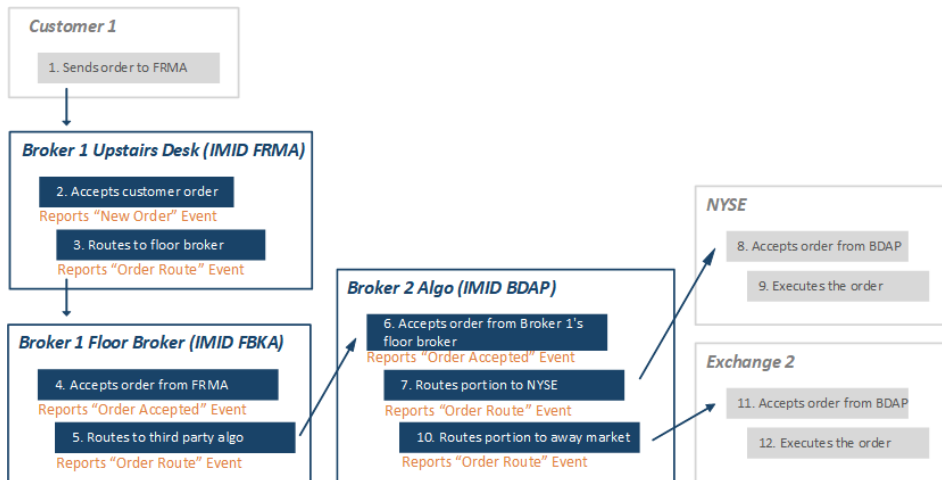 Customer 1
1. Sends order to FRMA
Broker 1 Upstairs Desk (IMID FRMA)
2. Accepts customer order
Reports “New Order” Event
3. Routes to floor broker
Reports “Order Route” Event
Broker 1 Floor Broker (IMID FBKA)
4. Accepts order from FRMA
Reports “Order Accepted” Event
5. Routes to third party algo
Reports “Order Route” Event
Broker 2 Algo (IMID BDAP)
6. Accepts order from Broker 1's
floor broker
Reports “Order Accepted” Event
7. Routes portion to NYSE
Reports “Order Route” Event
10. Routes portion to away market
Reports “Order Route” Event
NYSE
8. Accepts order from BDAP
9. Executes the order
Exchange 2
11. Accepts order from BDAP
12. Executes the order